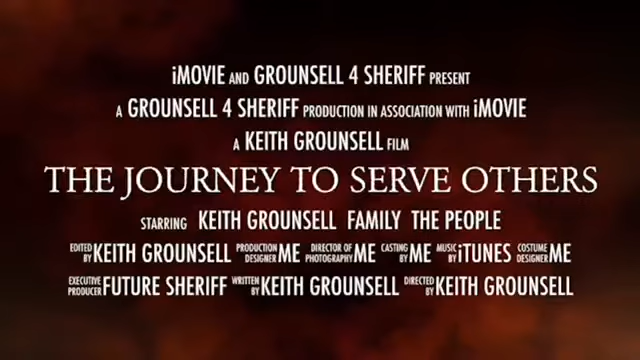 iMOVIE AND GROUNSELL 4 SHERIFF PRESENT
A GROUNSELL 4 SHERIFF PRODUCTION IN ASSOCIATION WITH iMOVIE
A KEITH GROUNSELL FILM
THE JOURNEY TO SERVE OTHERS
STARRING KEITH GROUNSELL FAMILY THE PEOPLE
EDITED BY KEITH GROUNSELL PRODUCTION DESIGNER ME DIRECTOR OF PHOTOGRAPHY ME CASTING BY ME MUSIC BY iTUNES COSTUME DESIGNER ME
EXECUTIVE PRODUCER FUTURE SHERIFF WRITTEN BY KEITH GROUNSELL DIRECTED BY KEITH GROUNSELL